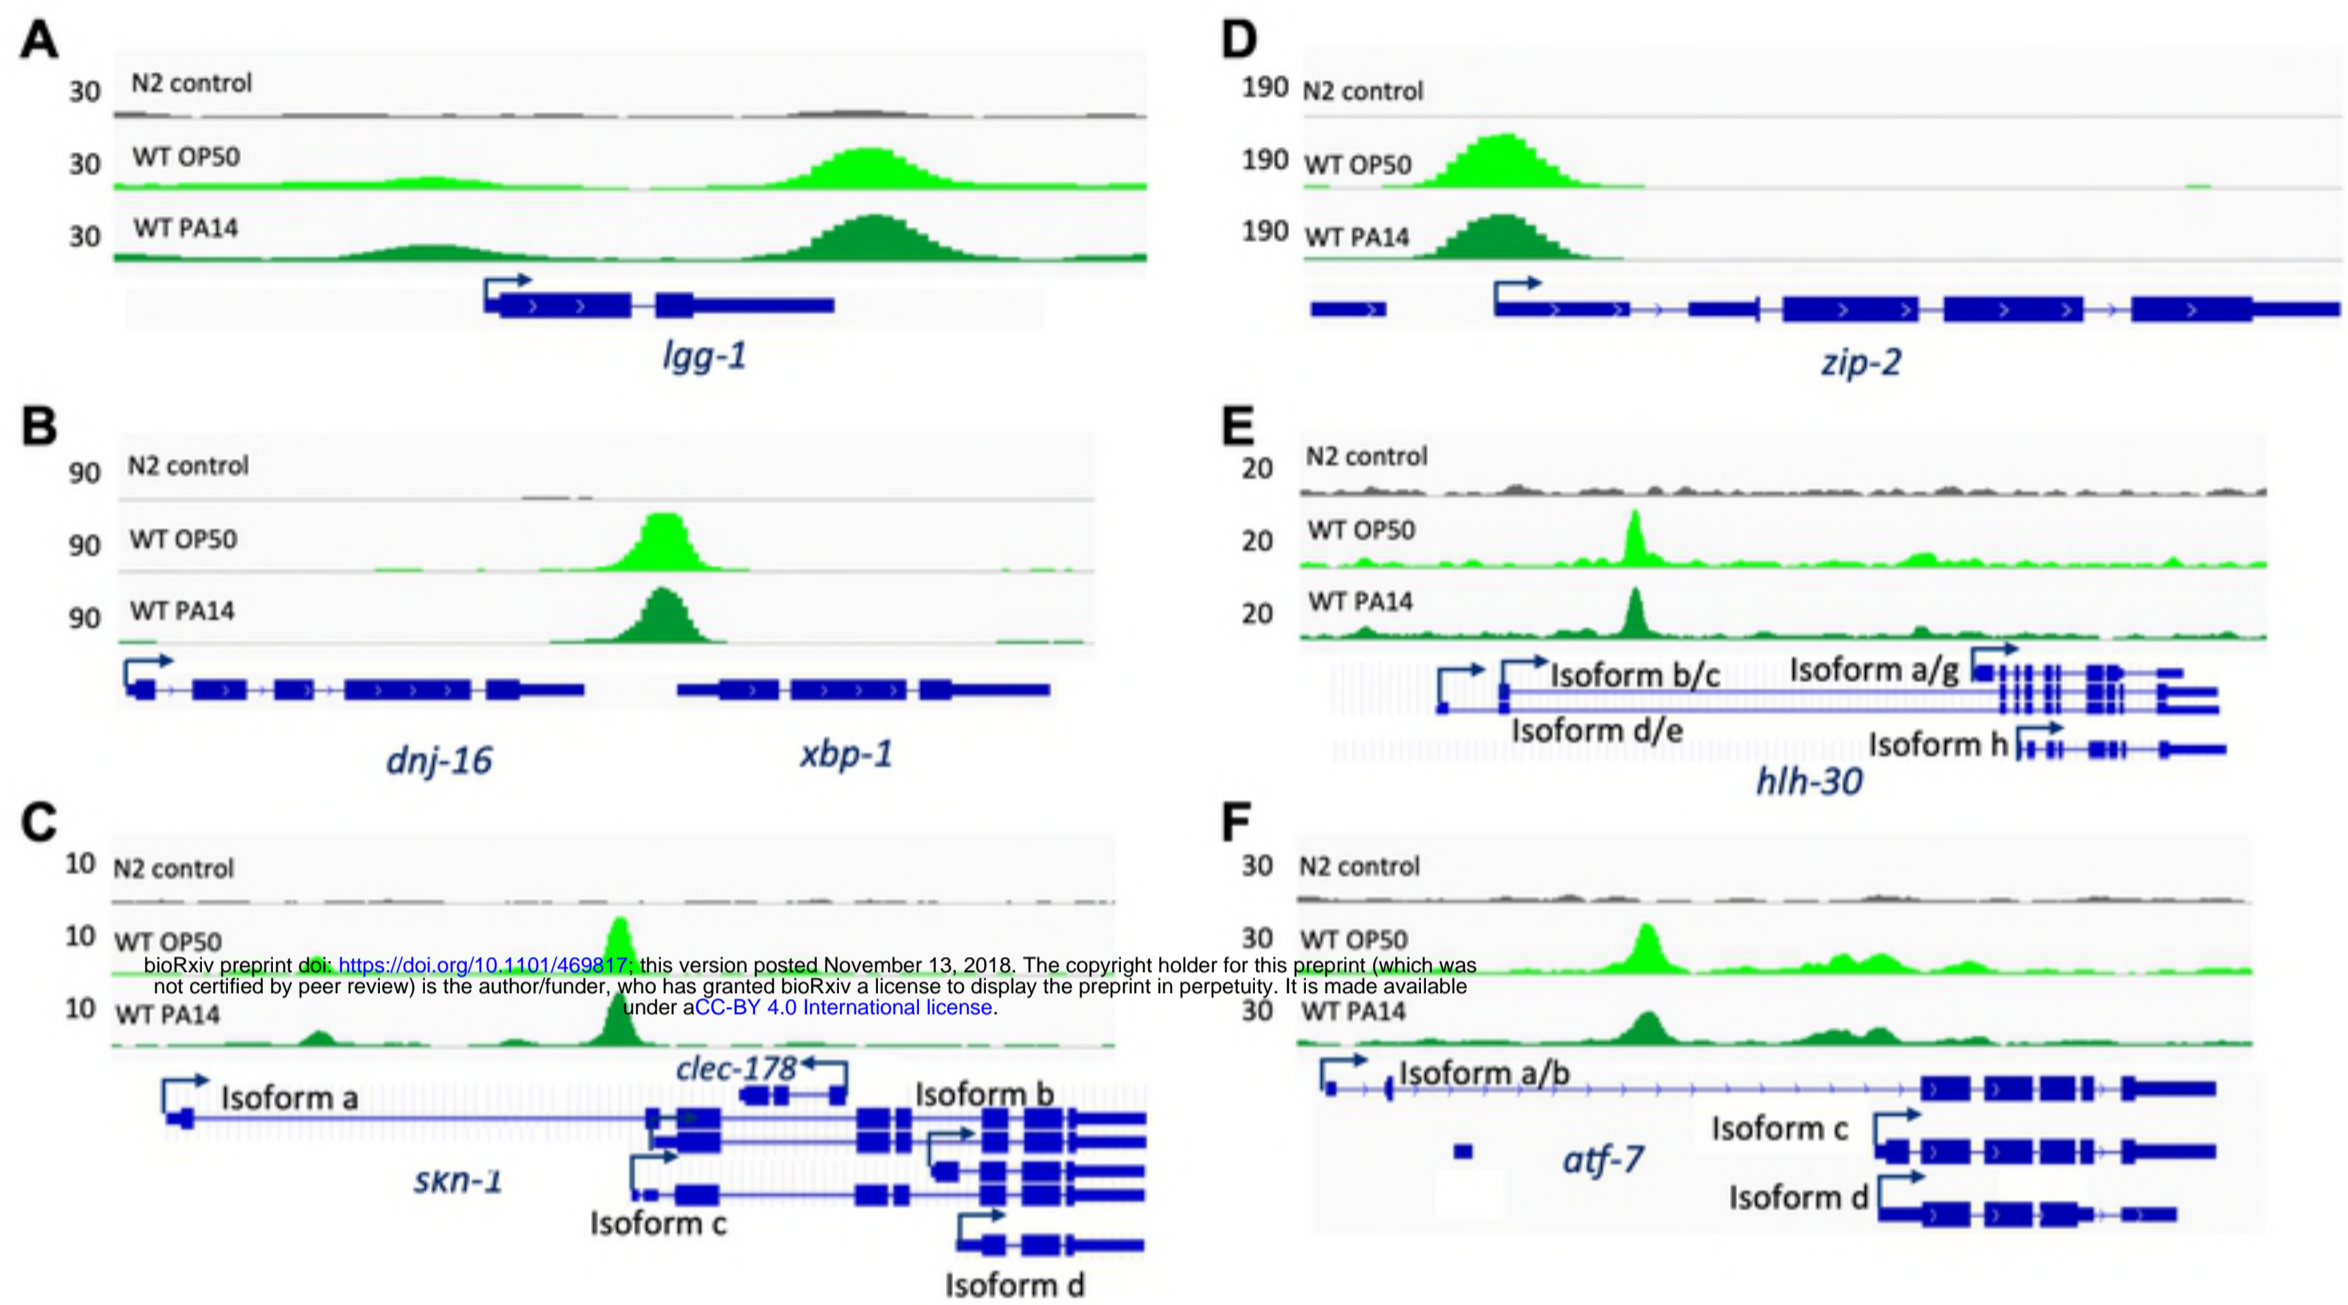 A
N2 control
30
WT OP50
30
WT PA14
30
lgg-1
B
N2 control
90
WT OP50
90
WT PA14
90
dnj-16
xbp-1
C
N2 control
10
WT OP50
10
WT PA14
10
clec-178
Isoform a
Isoform b
skn-1
Isoform c
Isoform d
D
N2 control
190
WT OP50
190
WT PA14
190
zip-2
E
N2 control
20
WT OP50
20
WT PA14
20
Isoform b/c
Isoform a/g
Isoform d/e
Isoform h
hlh-30
F
N2 control
30
WT OP50
30
WT PA14
30
Isoform a/b
Isoform c
atf-7
Isoform d
bioRxiv preprint doi: https://doi.org/10.1101/469817; this version posted November 13, 2018. The copyright holder for this preprint (which was
not certified by peer review) is the author/funder, who has granted bioRxiv a license to display the preprint in perpetuity. It is made available
under aCC-BY 4.0 International license.